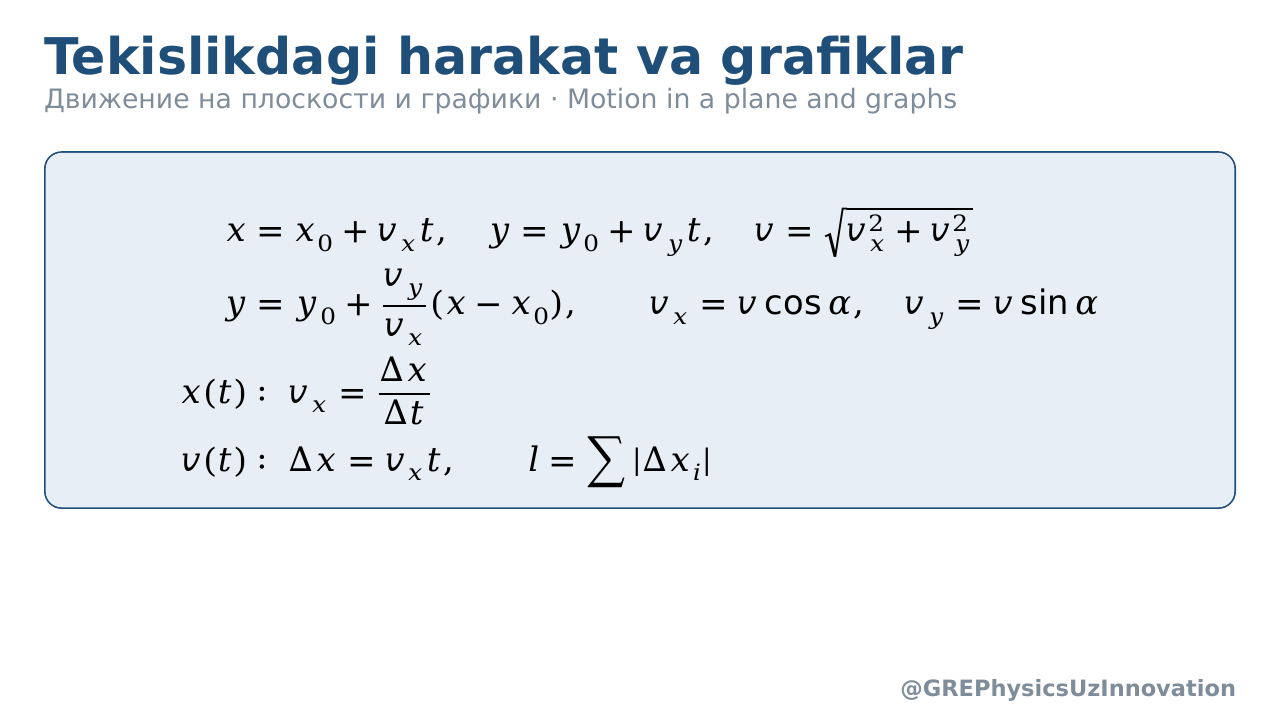 Tekislikdagi harakat va grafiklar
Движение на плоскости и графики · Motion in a plane and graphs
x = x₀ + vₓt,    y = y₀ + v_y t,    v = √(vₓ² + v_y²)
y = y₀ + (v_y/vₓ)(x − x₀),    vₓ = v cos α,    v_y = v sin α
x(t) :  vₓ = Δx/Δt
v(t) :  Δx = vₓt,    l = ∑ |Δxᵢ|
@GREPhysicsUzInnovation